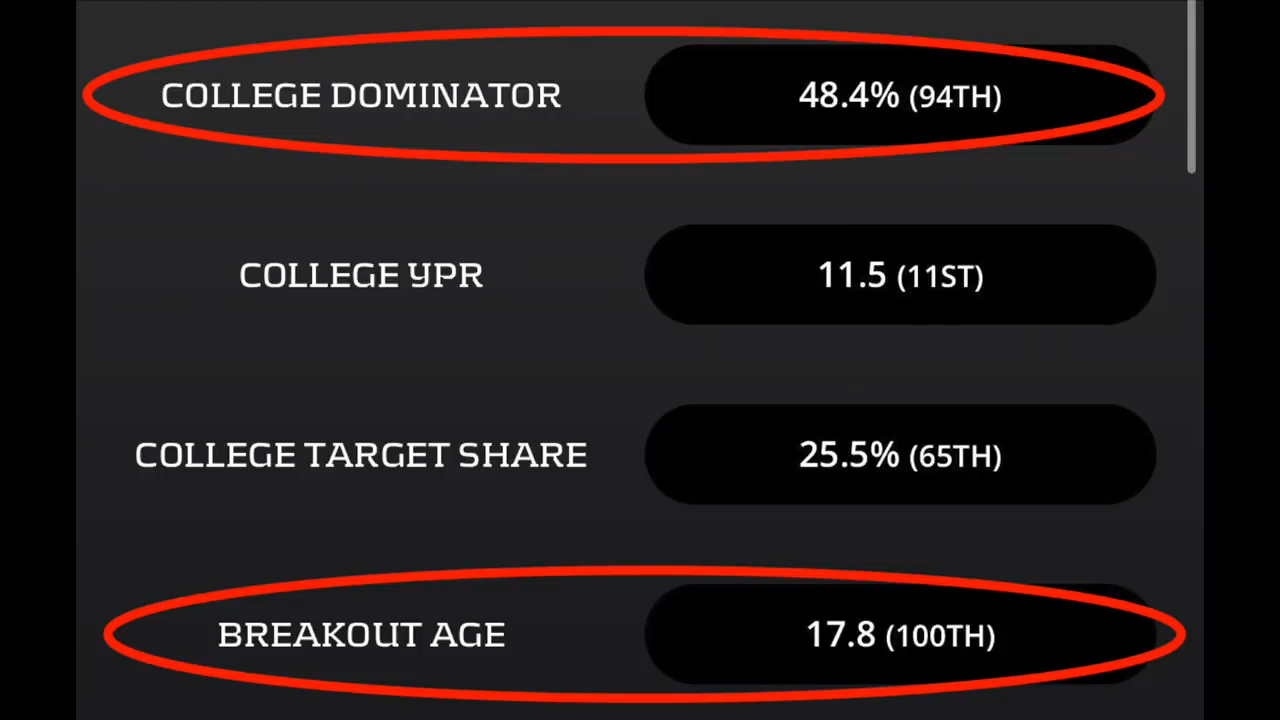 COLLEGE DOMINATOR 48.4% (94TH)
COLLEGE YPR 11.5 (11ST)
COLLEGE TARGET SHARE 25.5% (65TH)
BREAKOUT AGE 17.8 (100TH)